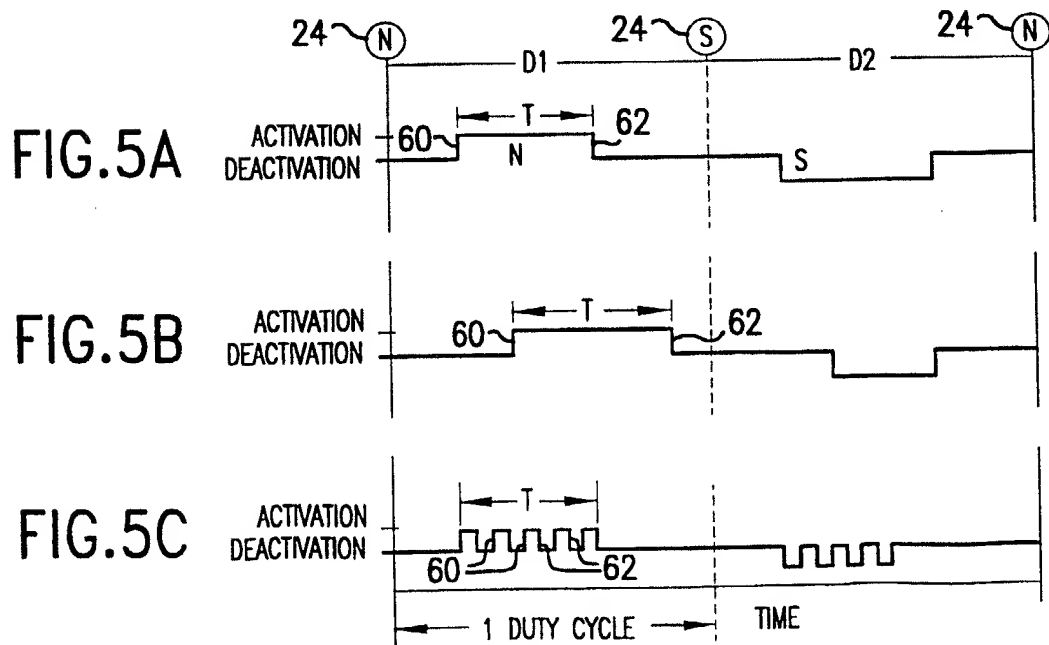 24 N 24 S 24 N
D1 D2
FIG.5A ACTIVATION 60 T 62
DEACTIVATION N S
FIG.5B ACTIVATION 60 T 62
DEACTIVATION
FIG.5C ACTIVATION T
DEACTIVATION
60 62
1 DUTY CYCLE TIME